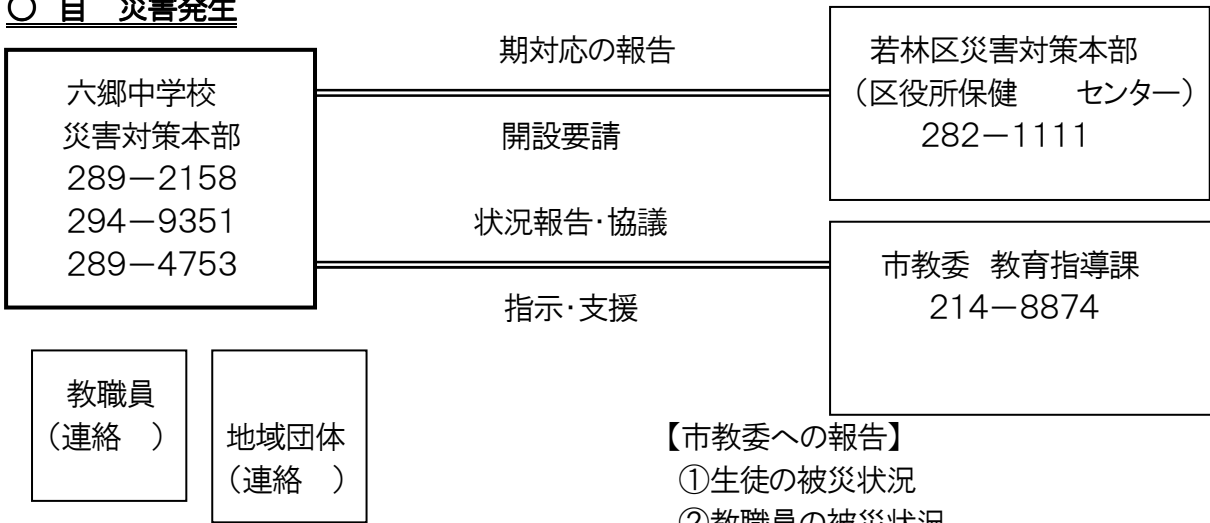 ○ 自　災害発生
期対応の報告
六郷中学校
災害対策本部
289－2158
294－9351
289－4753
開設要請
若林区災害対策本部
（区役所保健　　センター）
282－1111
状況報告・協議
指示・支援
市教委 教育指導課
214－8874
教職員
（連絡　）
地域団体
（連絡　）
【市教委への報告】
①生徒の被災状況
②教職員の被災状況